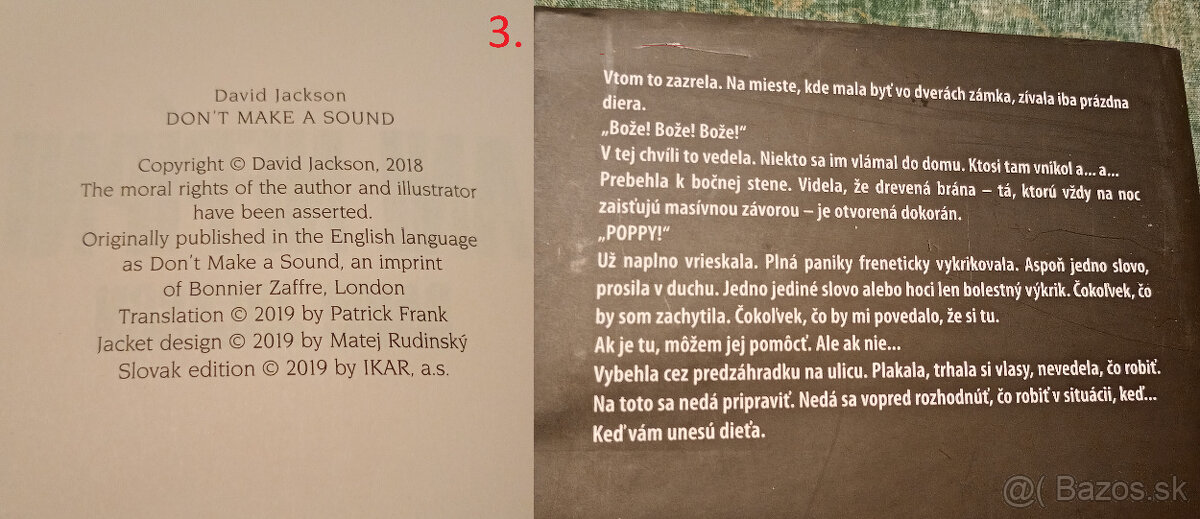 David Jackson
DON'T MAKE A SOUND
Copyright © David Jackson, 2018
The moral rights of the author and illustrator
have been asserted.
Originally published in the English language
as Don't Make a Sound, an imprint
of Bonnier Zaffre, London
Translation © 2019 by Patrick Frank
Jacket design © 2019 by Matej Rudinský
Slovak edition © 2019 by IKAR, a.s.
3.
Vtom to zazrela. Na mieste, kde mala byť vo dverách zámka, zívala iba prázdna
diera.
„Bože! Bože! Bože!“
V tej chvíli to vedela. Niekto sa im vlámal do domu. Ktosi tam vnikol a... a...
Prebehla k bočnej stene. Videla, že drevená brána – tá, ktorú vždy na noc
zaisťujú masívnou závorou – je otvorená dokorán.
„POPPY!“
Už naplno vrieskala. Plná paniky freneticky vykrikovala. Aspoň jedno slovo,
prosila v duchu. Jedno jediné slovo alebo hoci len bolestný výkrik. Čokoľvek, čo
by som zachytila. Čokoľvek, čo by mi povedalo, že si tu.
Ak je tu, môžem jej pomôcť. Ale ak nie...
Vybehla cez predzáhradku na ulicu. Plakala, trhala si vlasy, nevedela, čo robiť.
Na toto sa nedá pripraviť. Nedá sa vopred rozhodnúť, čo robiť v situácii, keď...
Keď vám unesú dieťa.
@( Bazos.sk